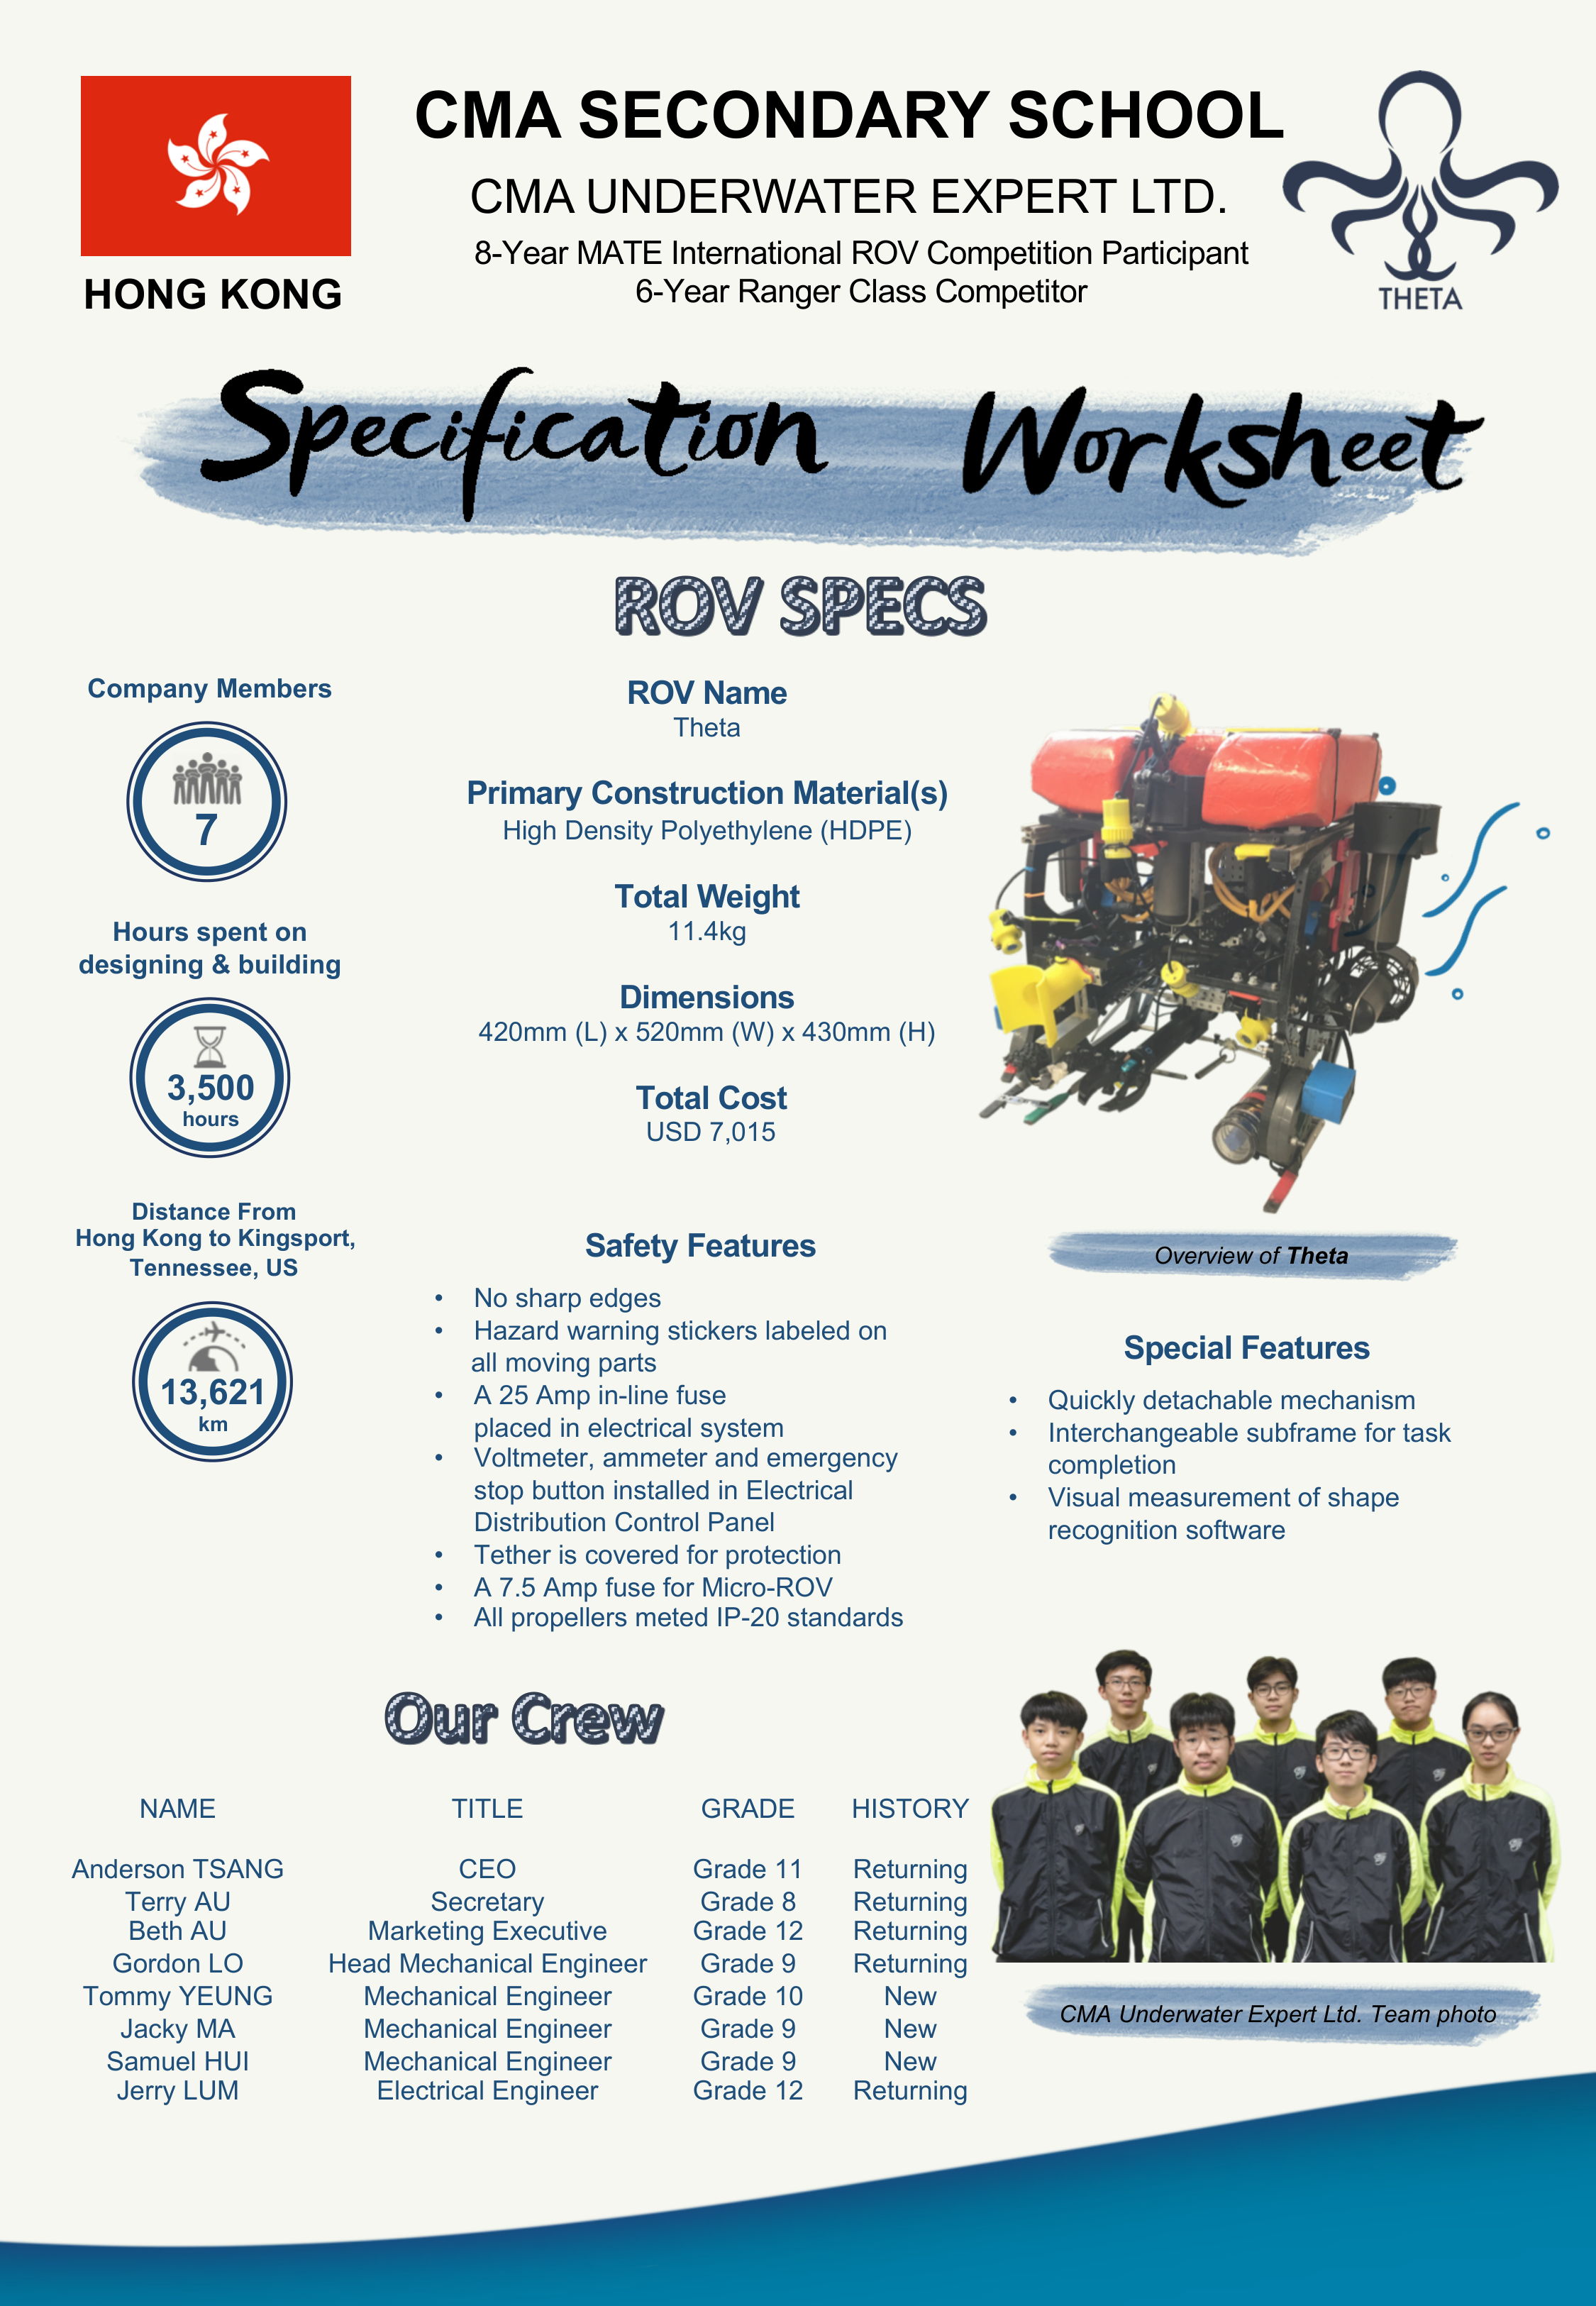 CMA SECONDARY SCHOOL
CMA UNDERWATER EXPERT LTD.
8-Year MATE International ROV Competition Participant
6-Year Ranger Class Competitor
HONG KONG
THETA
Specification Worksheet
ROV SPECS
Company Members
7
Hours spent on
designing & building
3,500
hours
Distance From
Hong Kong to Kingsport,
Tennessee, US
13,621
km
ROV Name
Theta
Primary Construction Material(s)
High Density Polyethylene (HDPE)
Total Weight
11.4kg
Dimensions
420mm (L) x 520mm (W) x 430mm (H)
Total Cost
USD 7,015
Safety Features
• No sharp edges
• Hazard warning stickers labeled on
all moving parts
• A 25 Amp in-line fuse
placed in electrical system
• Voltmeter, ammeter and emergency
stop button installed in Electrical
Distribution Control Panel
• Tether is covered for protection
• A 7.5 Amp fuse for Micro-ROV
• All propellers meted IP-20 standards
Overview of Theta
Special Features
• Quickly detachable mechanism
• Interchangeable subframe for task
completion
• Visual measurement of shape
recognition software
Our Crew
NAME TITLE GRADE HISTORY
Anderson TSANG CEO Grade 11 Returning
Terry AU Secretary Grade 8 Returning
Beth AU Marketing Executive Grade 12 Returning
Gordon LO Head Mechanical Engineer Grade 9 Returning
Tommy YEUNG Mechanical Engineer Grade 10 New
Jacky MA Mechanical Engineer Grade 9 New
Samuel HUI Mechanical Engineer Grade 9 New
Jerry LUM Electrical Engineer Grade 12 Returning
CMA Underwater Expert Ltd. Team photo